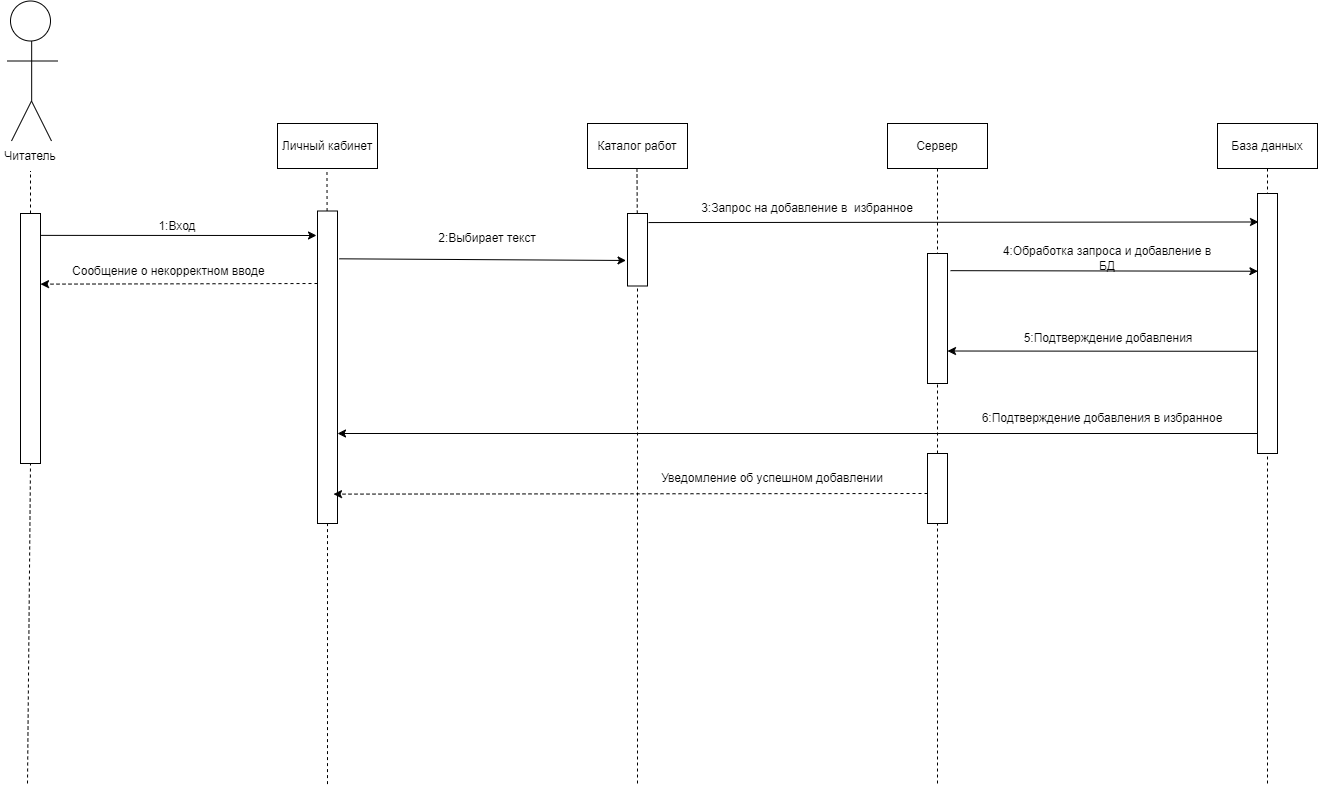 Читатель
Личный кабинет
Каталог работ
Сервер
База данных
1:Вход
2:Выбирает текст
3:Запрос на добавление в  избранное
Сообщение о некорректном вводе
4:Обработка запроса и добавление в
БД
5:Подтверждение добавления
6:Подтверждение добавления в избранное
Уведомление об успешном добавлении